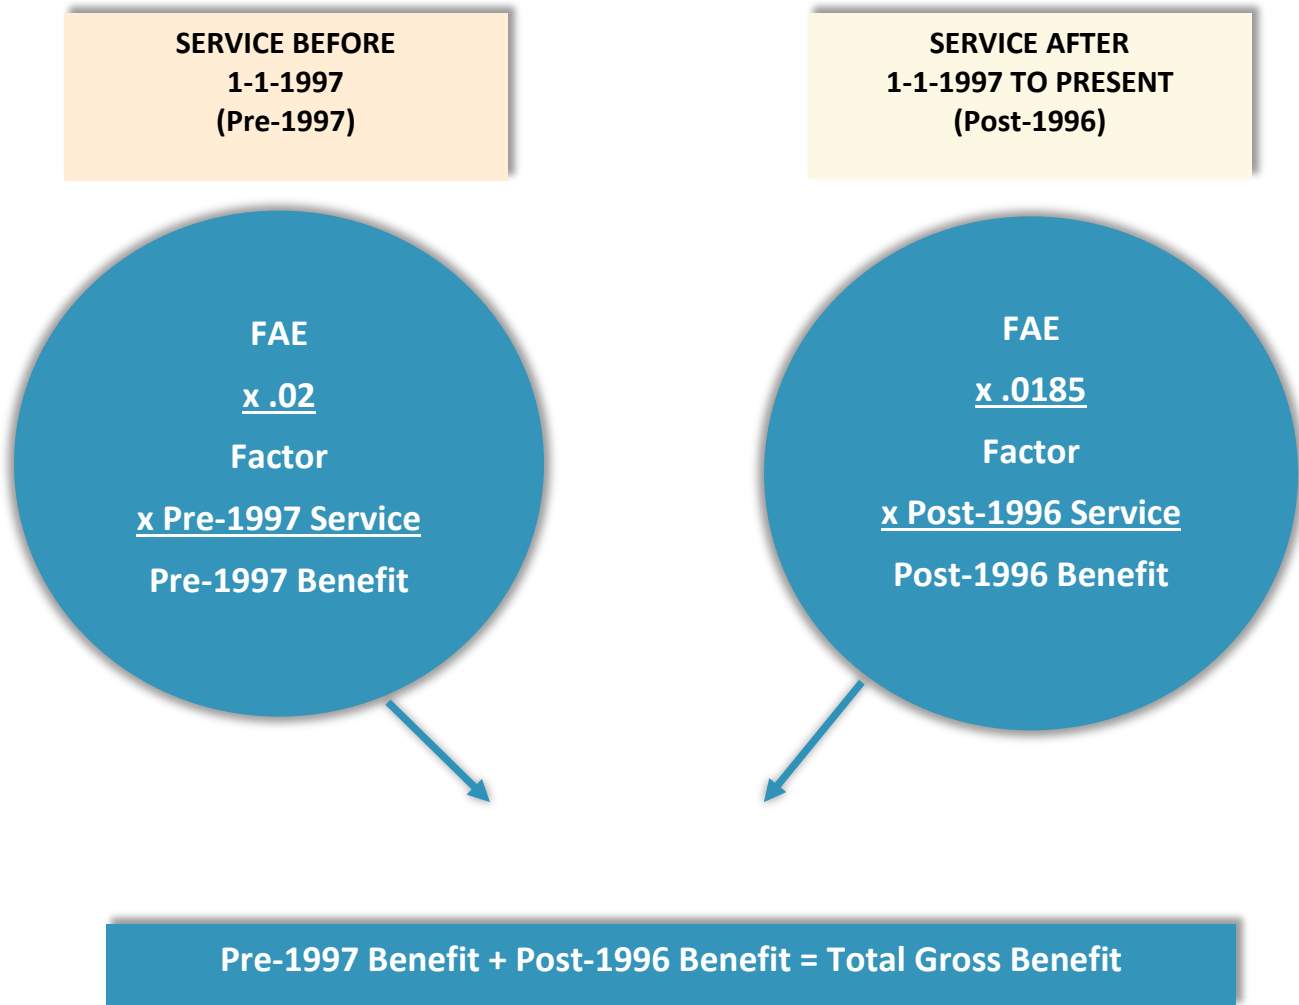 SERVICE BEFORE
1-1-1997
(Pre-1997)
SERVICE AFTER
1-1-1997 TO PRESENT
(Post-1996)
FAE
x .02
Factor
x Pre-1997 Service
Pre-1997 Benefit
FAE
x .0185
Factor
x Post-1996 Service
Post-1996 Benefit
Pre-1997 Benefit + Post-1996 Benefit = Total Gross Benefit